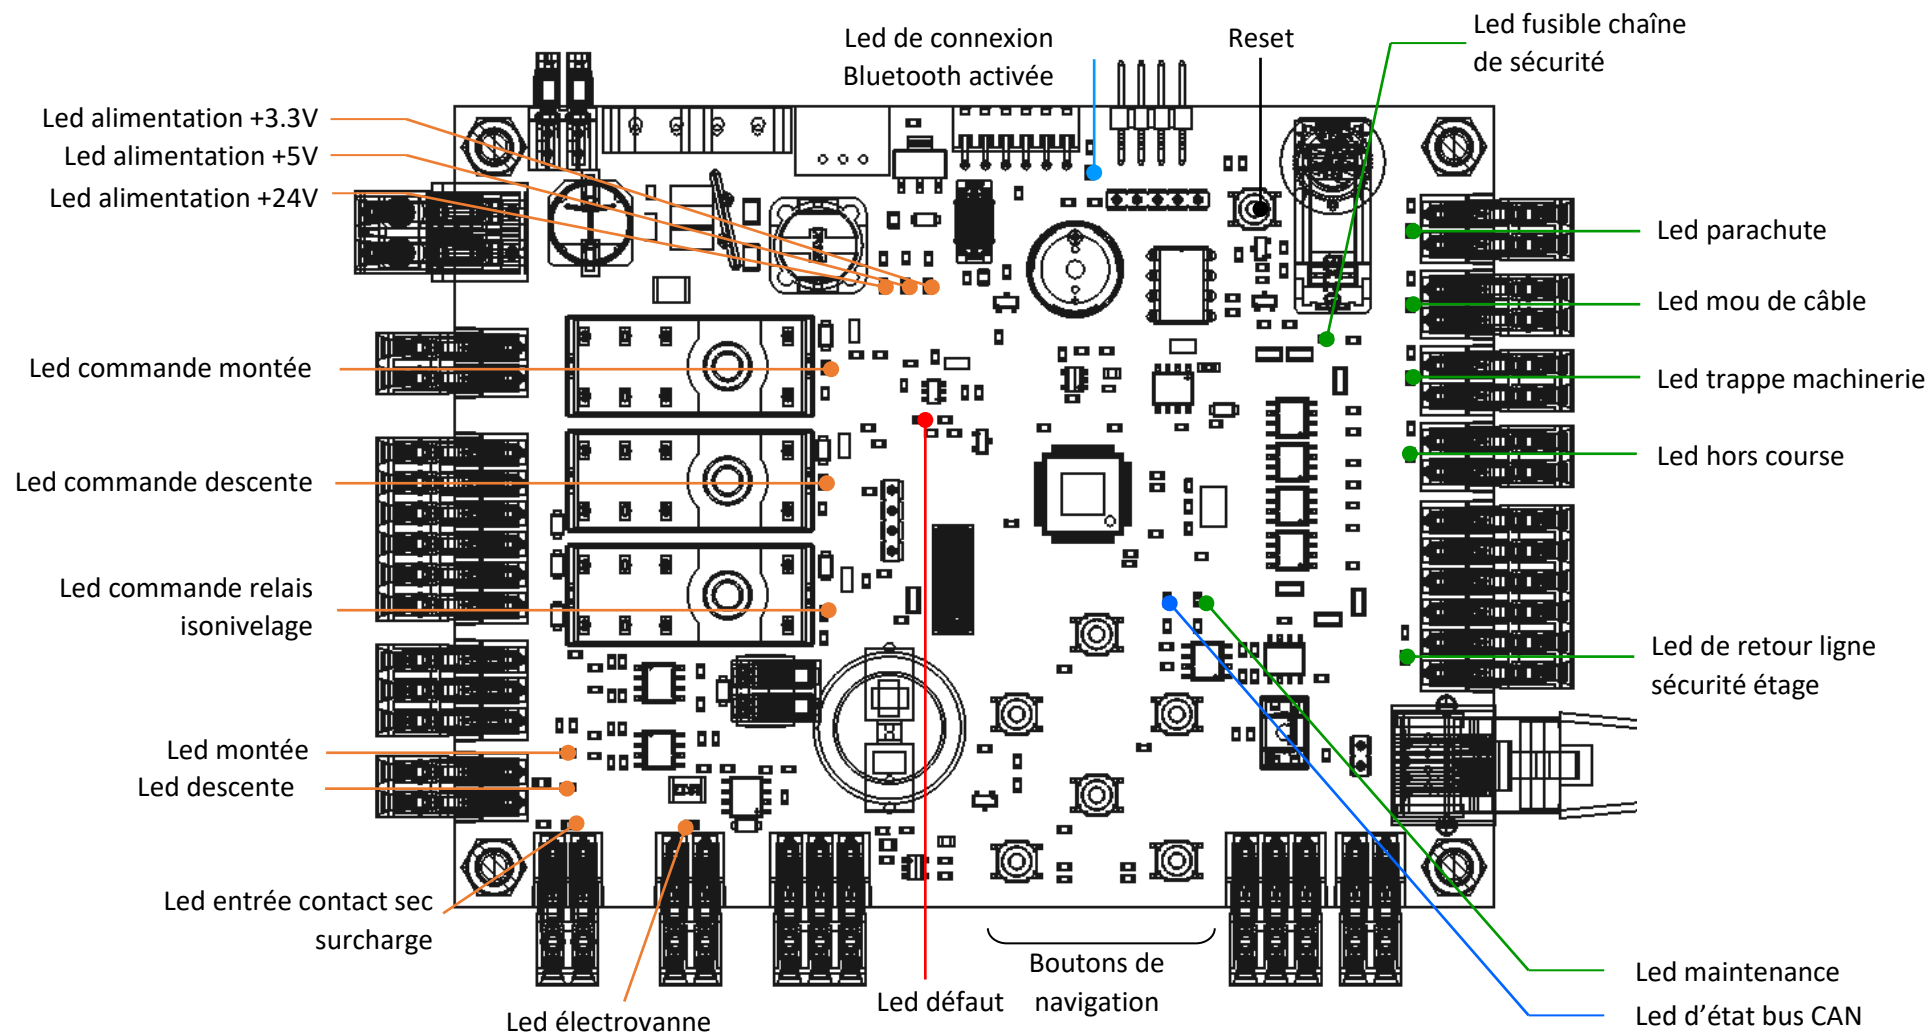 Led de connexion
Bluetooth activée
Reset
Led fusible chaîne
de sécurité
Led alimentation +3.3V
Led alimentation +5V
Led alimentation +24V
Led parachute
Led mou de câble
Led commande montée
Led trappe machinerie
Led hors course
Led commande descente
Led commande relais
isonivelage
Led de retour ligne
sécurité étage
Led montée
Led descente
Led entrée contact sec
surcharge
Boutons de
navigation
Led défaut
Led électrovanne
Led maintenance
Led d’état bus CAN